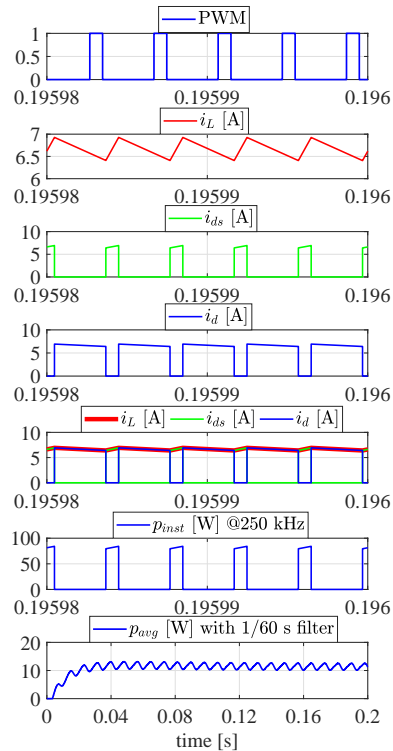 PWM
1
0.5
0
0.19598 0.19599 0.196
i_L [A]
7
6.5
6
0.19598 0.19599 0.196
i_ds [A]
10
5
0
0.19598 0.19599 0.196
i_d [A]
10
5
0
0.19598 0.19599 0.196
i_L [A] i_ds [A] i_d [A]
10
5
0
0.19598 0.19599 0.196
p_inst [W] @250 kHz
100
50
0
0.19598 0.19599 0.196
p_avg [W] with 1/60 s filter
20
10
0
0 0.04 0.08 0.12 0.16 0.2
time [s]